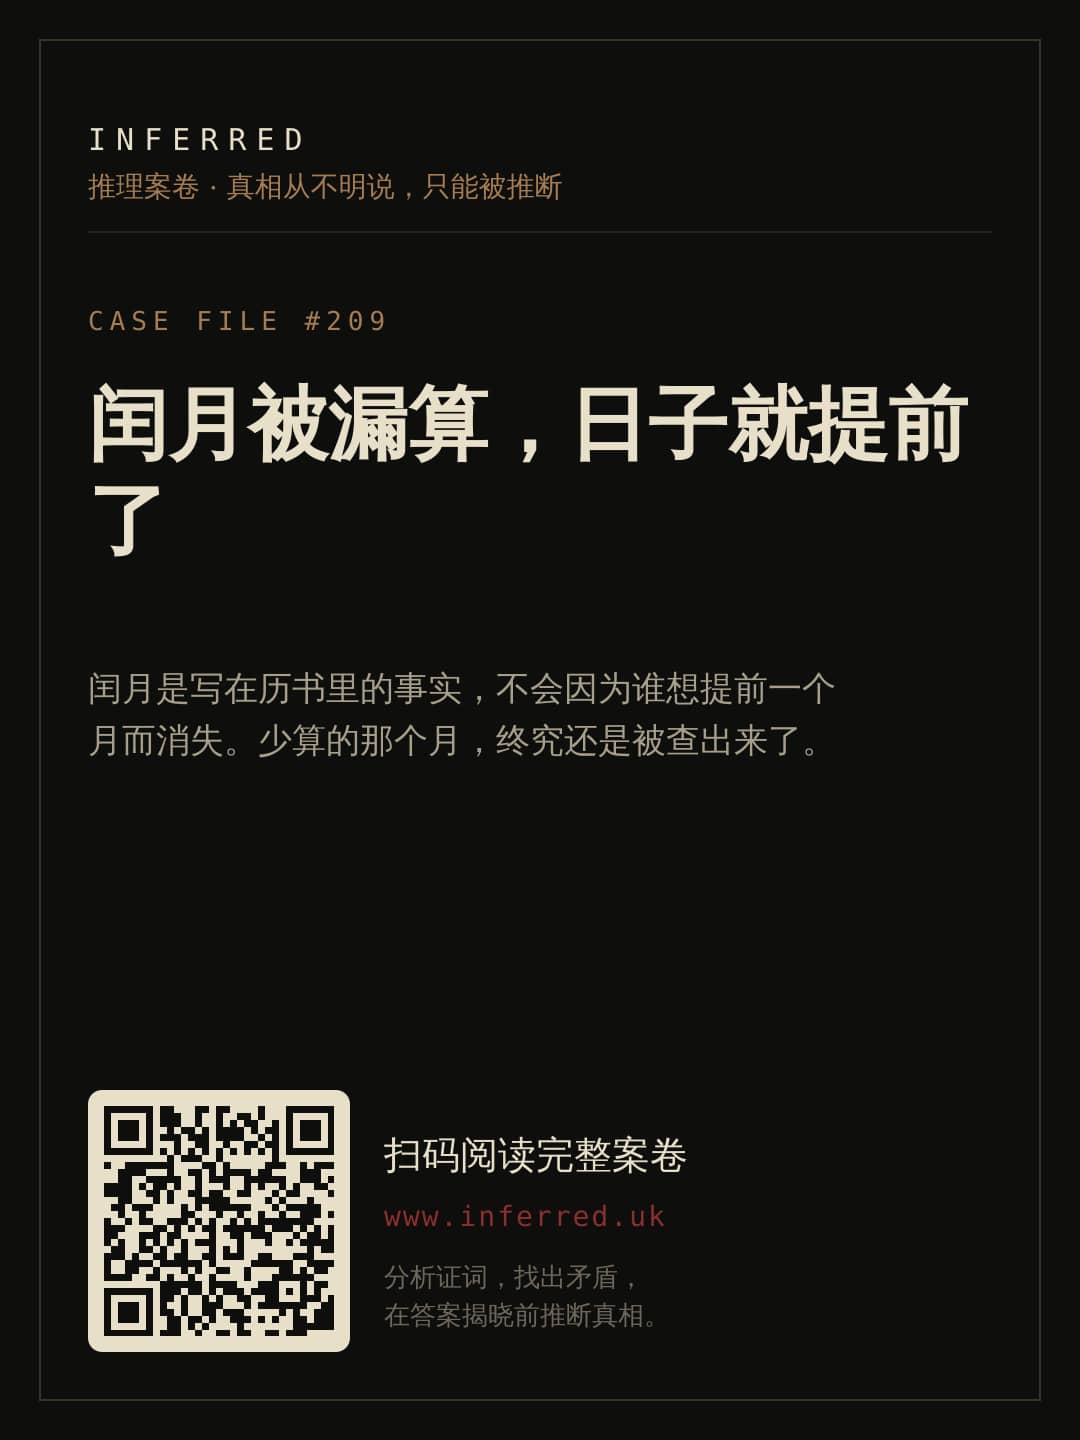 INFERRED
推理案卷 · 真相从不明说，只能被推断
CASE FILE #209
闰月被漏算，日子就提前
了
闰月是写在历书里的事实，不会因为谁想提前一个
月而消失。少算的那个月，终究还是被查出来了。
扫码阅读完整案卷
www.inferred.uk
分析证词，找出矛盾，
在答案揭晓前推断真相。